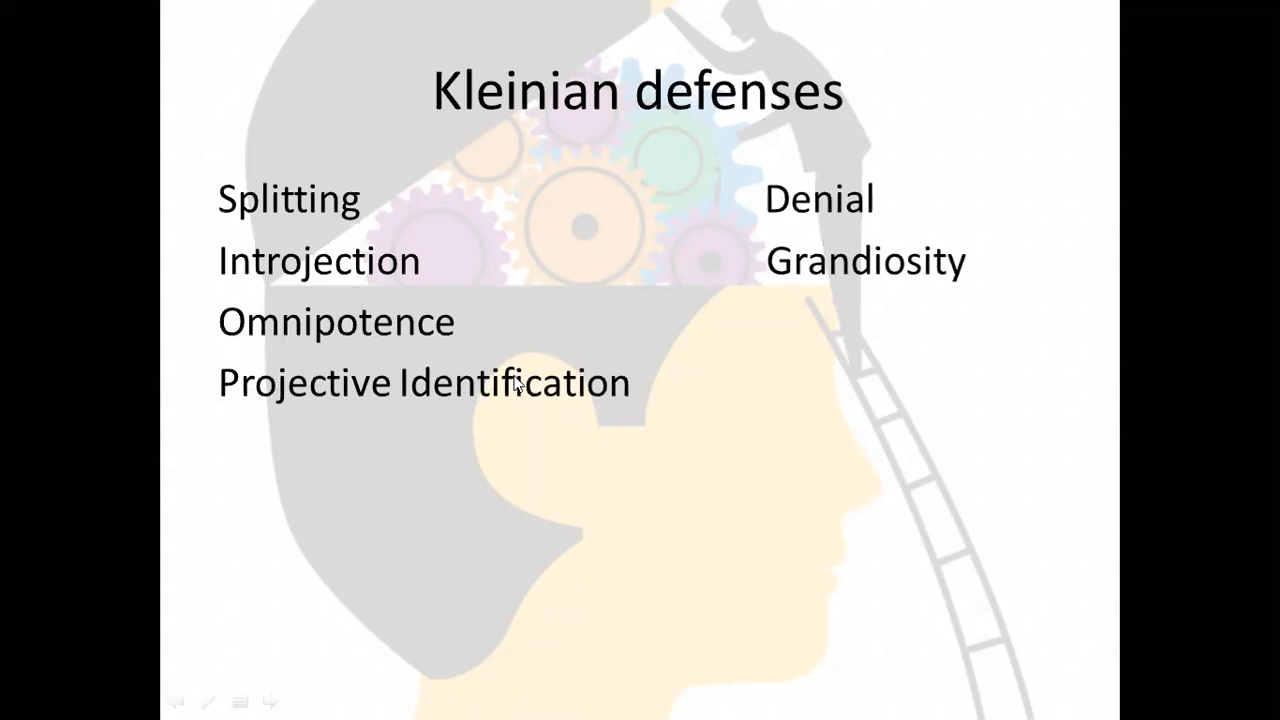 Kleinian defenses
Splitting
Introjection
Omnipotence
Projective Identification
Denial
Grandiosity